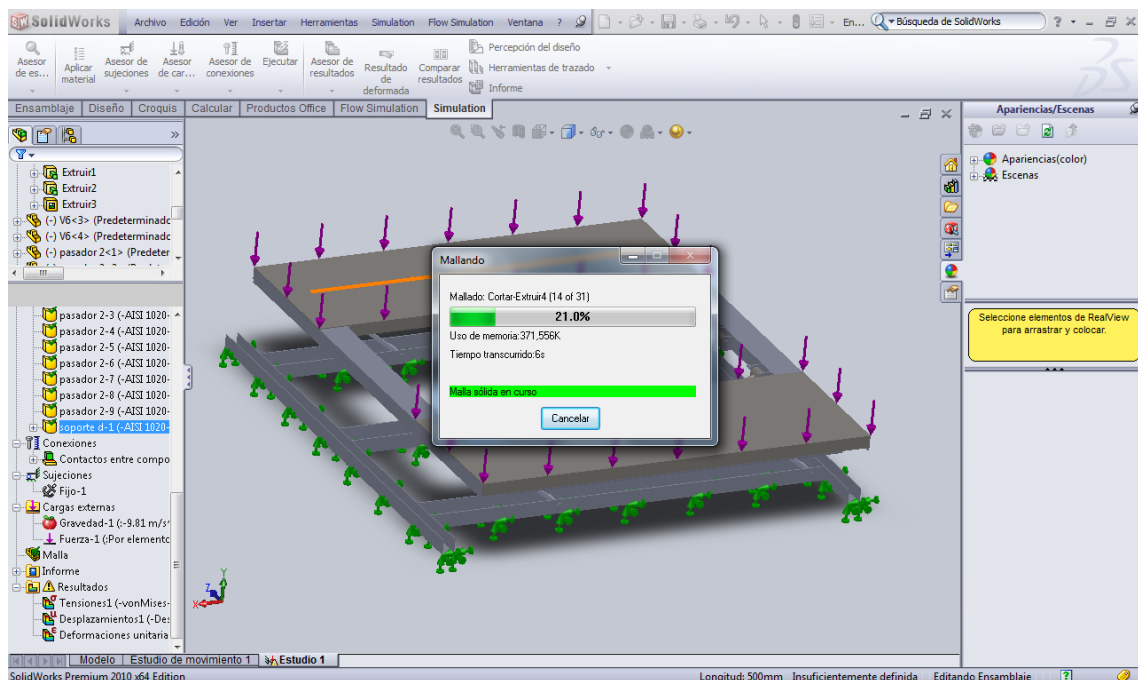 SolidWorks Archivo Edición Ver Insertar Herramientas Simulation Flow Simulation Ventana ? En... Búsqueda de SolidWorks ?
Asesor de es...
Aplicar material
Asesor de sujeciones
Asesor de car...
Asesor de conexiones
Ejecutar
Asesor de resultados
Resultado de deformada
Comparar resultados
Percepción del diseño
Herramientas de trazado
Informe
Ensamblaje Diseño Croquis Calcular Productos Office Flow Simulation Simulation
Apariencias/Escenas
Apariencias(color)
Escenas
Extruir1
Extruir2
Extruir3
(-) V6<3> (Predeterminado
(-) V6<4> (Predeterminado
(-) pasador 2<1> (Predeter
pasador 2-3 (-AISI 1020-
pasador 2-4 (-AISI 1020-
pasador 2-5 (-AISI 1020-
pasador 2-6 (-AISI 1020-
pasador 2-7 (-AISI 1020-
pasador 2-8 (-AISI 1020-
pasador 2-9 (-AISI 1020-
soporte d-1 (-AISI 1020-
Conexiones
Contactos entre compo
Sujeciones
Fijo-1
Cargas externas
Gravedad-1 (:-9.81 m/s
Fuerza-1 (:Por elemento
Malla
Informe
Resultados
Tensiones1 (-vonMises-
Desplazamientos1 (-Des
Deformaciones unitaria
Mallando
Mallado: Cortar-Extruir4 (14 of 31)
21.0%
Uso de memoria:371,556K
Tiempo transcurrido:6s
Malla sólida en curso
Cancelar
Seleccione elementos de RealView
para arrastrar y colocar.
Y
Z
X
Modelo Estudio de movimiento 1 Estudio 1
SolidWorks Premium 2010 x64 Edition Longitud: 500mm Insuficientemente definida Editando Ensamblaje